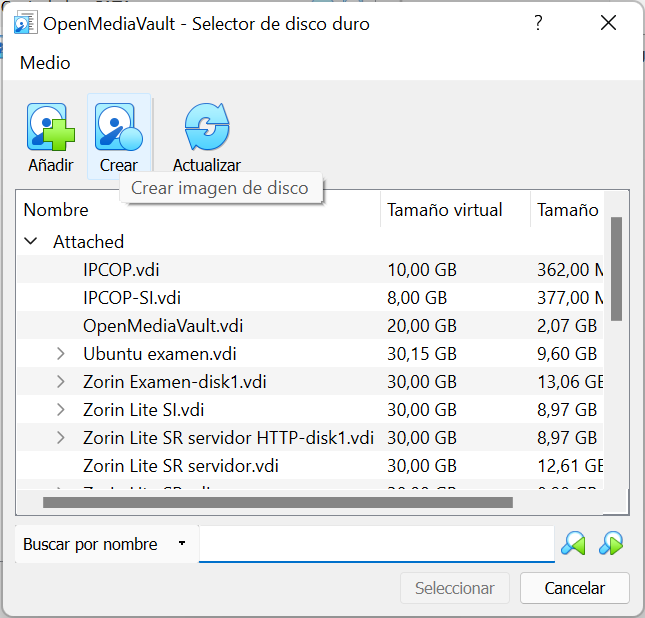 OpenMediaVault - Selector de disco duro ?
Medio
Añadir Crear Actualizar
Crear imagen de disco
Nombre Tamaño virtual Tamaño
Attached
IPCOP.vdi 10,00 GB 362,00 M
IPCOP-SI.vdi 8,00 GB 377,00 M
OpenMediaVault.vdi 20,00 GB 2,07 GB
Ubuntu examen.vdi 30,15 GB 9,60 GB
Zorin Examen-disk1.vdi 30,00 GB 13,06 GB
Zorin Lite SI.vdi 30,00 GB 8,97 GB
Zorin Lite SR servidor HTTP-disk1.vdi 30,00 GB 8,97 GB
Zorin Lite SR servidor.vdi 30,00 GB 12,61 GB
Buscar por nombre
Seleccionar Cancelar